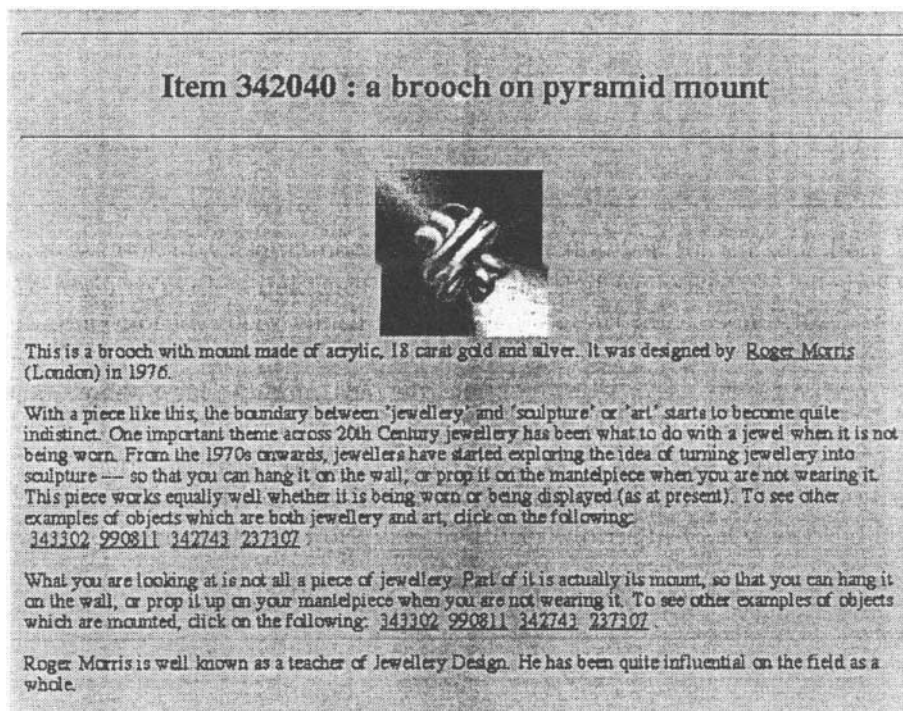 Item 342040 : a brooch on pyramid mount
This is a brooch with mount made of acrylic, 18 carat gold and silver. It was designed by Roger Morris
(London) in 1976.
With a piece like this, the boundary between 'jewellery' and 'sculpture' or 'art' starts to become quite
indistinct. One important theme across 20th Century jewellery has been what to do with a jewel when it is not
being worn. From the 1970s onwards, jewellers have started exploring the idea of turning jewellery into
sculpture --- so that you can hang it on the wall, or prop it on the mantelpiece when you are not wearing it.
This piece works equally well whether it is being worn or being displayed (as at present). To see other
examples of objects which are both jewellery and art, click on the following:
343302 990811 342743 237307
What you are looking at is not all a piece of jewellery. Part of it is actually its mount, so that you can hang it
on the wall, or prop it up on your mantelpiece when you are not wearing it. To see other examples of objects
which are mounted, click on the following: 343302 990811 342743 237307
Roger Morris is well known as a teacher of Jewellery Design. He has been quite influential on the field as a
whole.